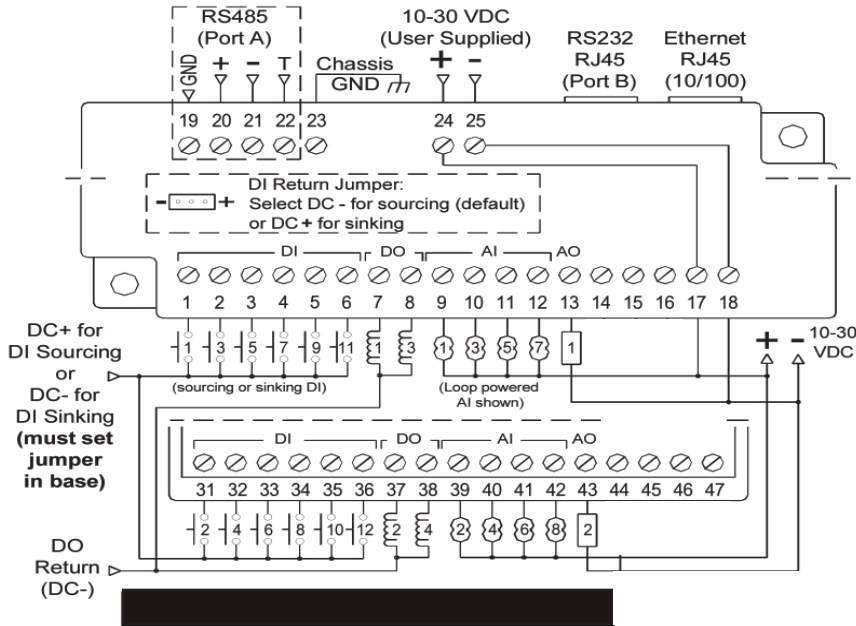 RS485
(Port A)
10-30 VDC
(User Supplied)
RS232
RJ45
(Port B)
Ethernet
RJ45
(10/100)
GND + - T
Chassis
GND
+ -
19 20 21 22 23 24 25
- +
DI Return Jumper:
Select DC - for sourcing (default)
or DC + for sinking
DI DO AI AO
1 2 3 4 5 6 7 8 9 10 11 12 13 14 15 16 17 18
1 3 5 7 9 11 1 3 1 3 5 7 1
+ - 10-30
VDC
DC+ for
DI Sourcing
or
DC- for
DI Sinking
(must set
jumper
in base)
(sourcing or sinking DI)
(Loop powered
AI shown)
DI DO AI AO
31 32 33 34 35 36 37 38 39 40 41 42 43 44 45 46 47
2 4 6 8 10 12 2 4 2 4 6 8 2
DO
Return
(DC-)